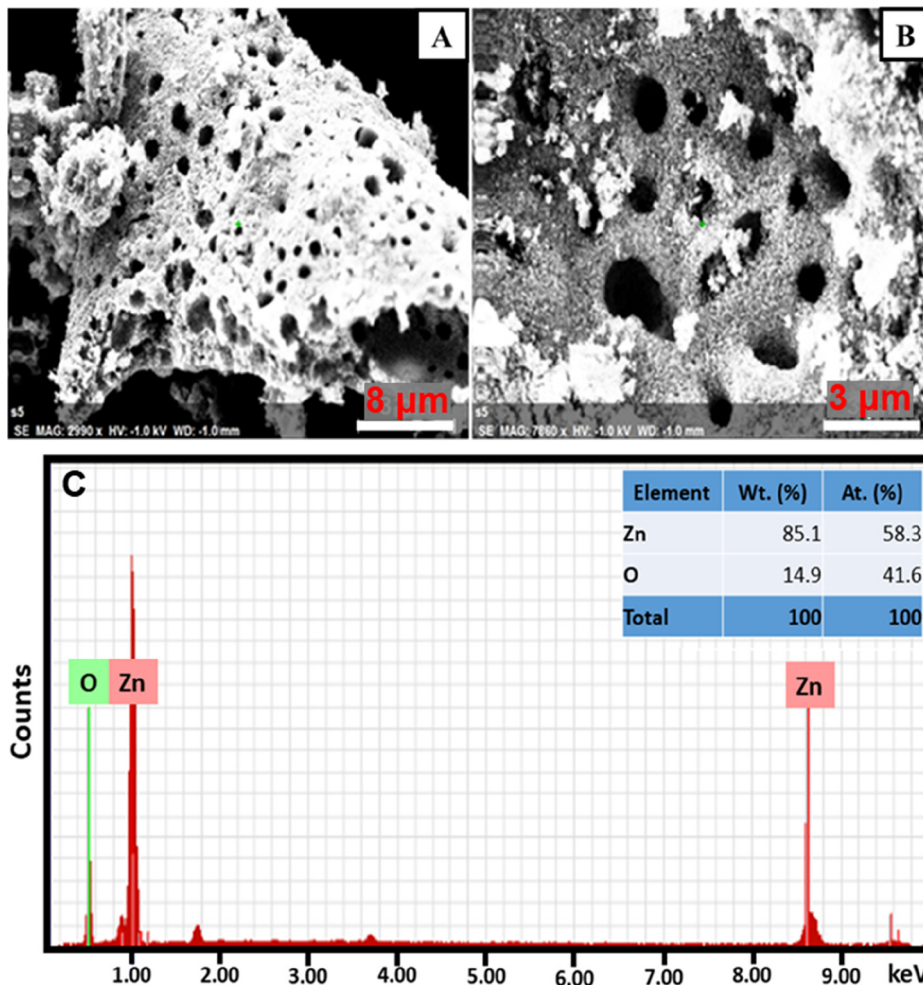 A
B
8 µm
3 µm
s5
SE MAG: 2990 x HV: -1.0 kV WD: -1.0 mm
s5
SE MAG: 7860 x HV: -1.0 kV WD: -1.0 mm
C
Element Wt. (%) At. (%)
Zn 85.1 58.3
O 14.9 41.6
Total 100 100
O Zn
Zn
Counts
1.00 2.00 3.00 4.00 5.00 6.00 7.00 8.00 9.00 keV